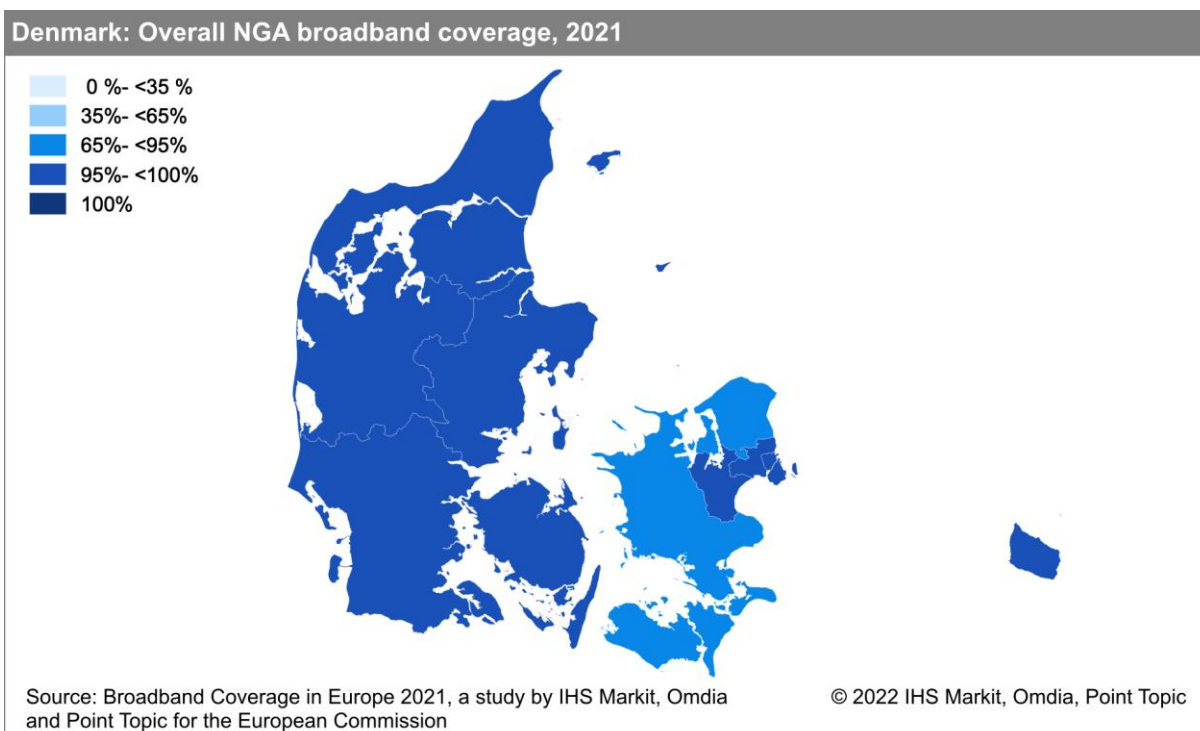 Denmark: Overall NGA broadband coverage, 2021
0 %- <35 %
35%- <65%
65%- <95%
95%- <100%
100%
Source: Broadband Coverage in Europe 2021, a study by IHS Markit, Omdia
and Point Topic for the European Commission
© 2022 IHS Markit, Omdia, Point Topic